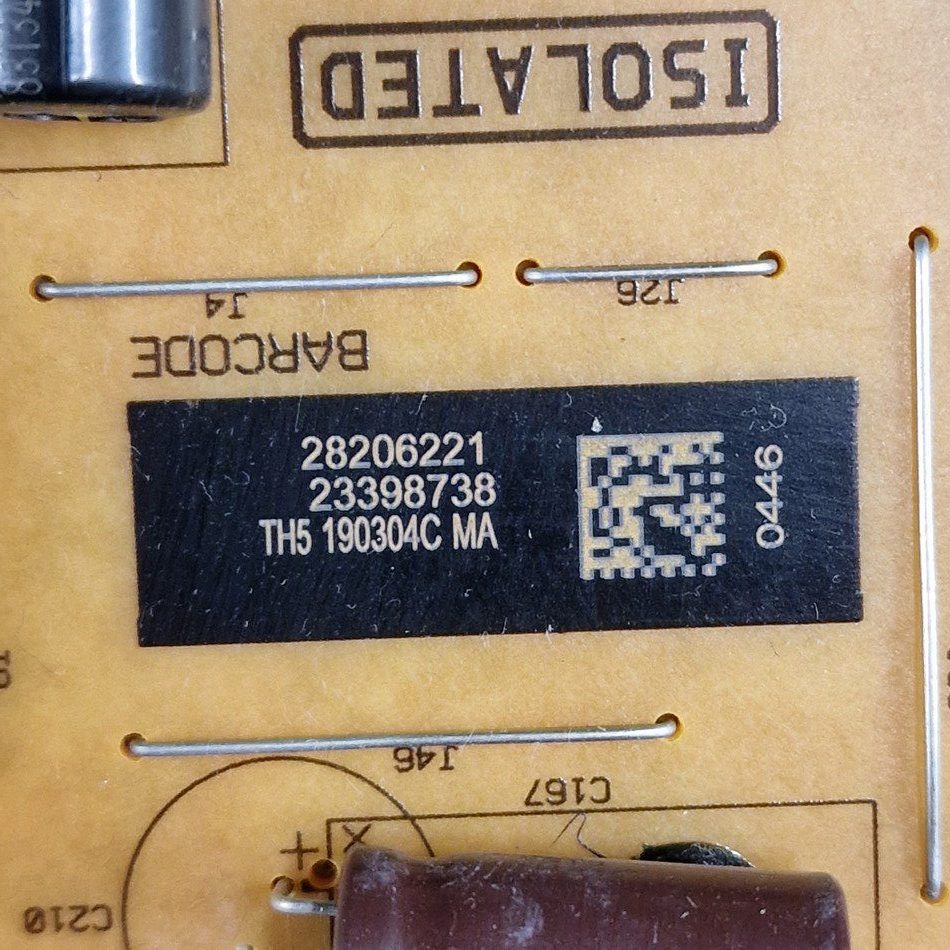 ISOLATED
J4
J26
BARCODE
28206221
23398738
TH5 190304C MA
0446
J46
C167
+
C210